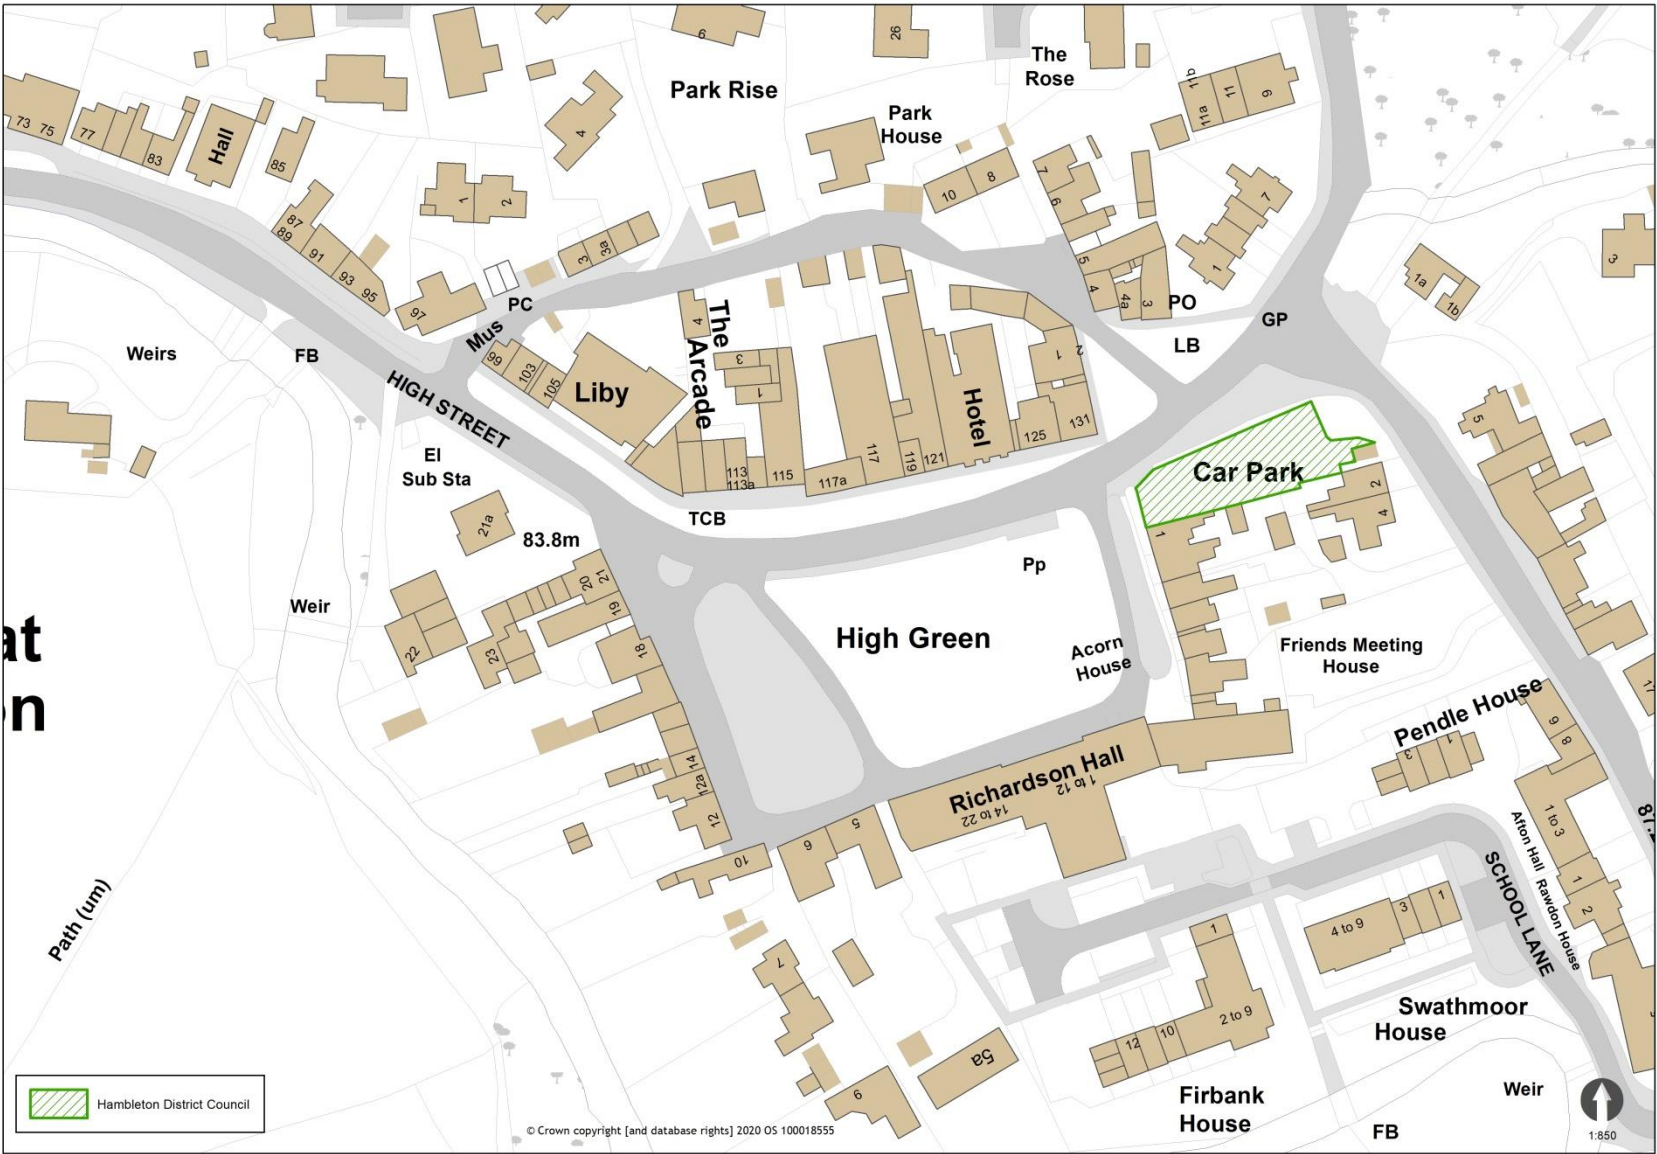 6
26
The
Rose
Park Rise
11b
11a
11
9
Park
House
73 75
77
83
Hall
85
4
1
2
10
8
7
6
7
1
3
87
89
91
93
95
97
3
3a
PC
Mus
5
4
4a
3
PO
GP
LB
1a
1b
Weirs
FB
HIGH STREET
99
103
105
Liby
The
Arcade
4
3
1
113
113a
115
117a
117
119
121
Hotel
125
131
1
2
Car Park
2
4
5
El
Sub Sta
21a
83.8m
TCB
Pp
1
Weir
22
23
20
21
19
18
High Green
Acorn
House
Friends Meeting
House
at
on
17
Pendle House
3
1
6
8
14
12a
12
10
6
5
Richardson Hall
1 to 12
14 to 22
1 to 3
Afton Hall
Rawdon House
1
2
SCHOOL LANE
4 to 9
3
1
Path (um)
7
9
5a
1
12
10
2 to 9
Swathmoor
House
Firbank
House
Weir
FB
Hambleton District Council
© Crown copyright [and database rights] 2020 OS 100018555
1:850